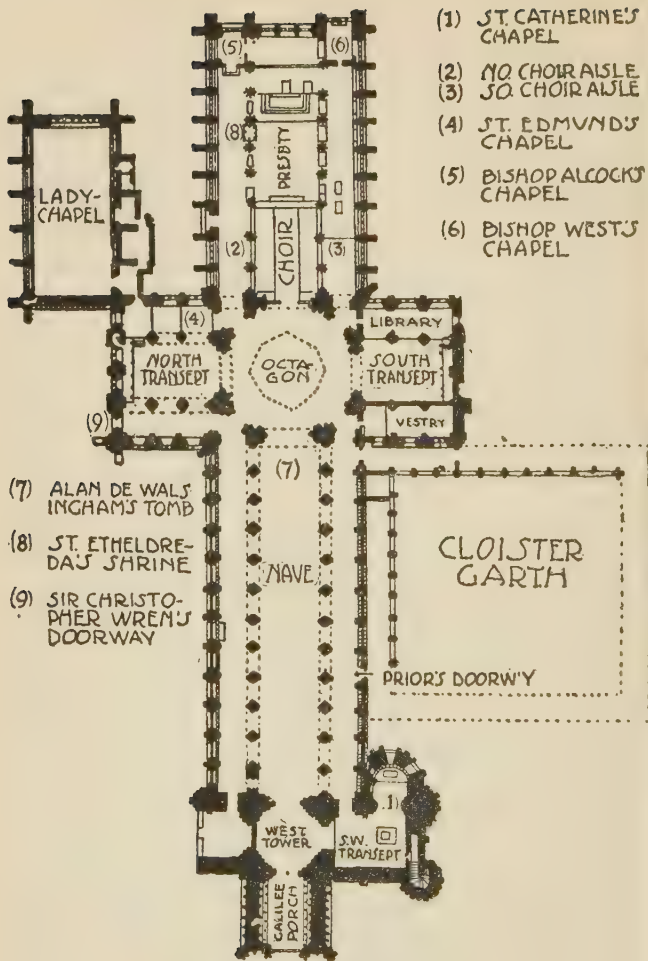 (1) ST. CATHERINE'S
CHAPEL
(2) NO. CHOIR AISLE
(3) SO. CHOIR AISLE
(4) ST. EDMUND'S
CHAPEL
(5) BISHOP ALCOCK'S
CHAPEL
(6) BISHOP WEST'S
CHAPEL
(5)
(6)
(8)
PRESBTY
LADY-
CHAPEL
(2)
CHOIR
(3)
(4)
LIBRARY
NORTH
TRANSEPT
OCTA-
GON
SOUTH
TRANSEPT
VESTRY
(9)
(7)
(7) ALAN DE WALS
INGHAM'S TOMB
(8) ST. ETHELDRE-
DA'S SHRINE
(9) SIR CHRISTO-
PHER WREN'S
DOORWAY
NAVE
CLOISTER
GARTH
PRIOR'S DOORW'Y
.1)
WEST
TOWER
S.W.
TRANSEPT
GALILEE
PORCH